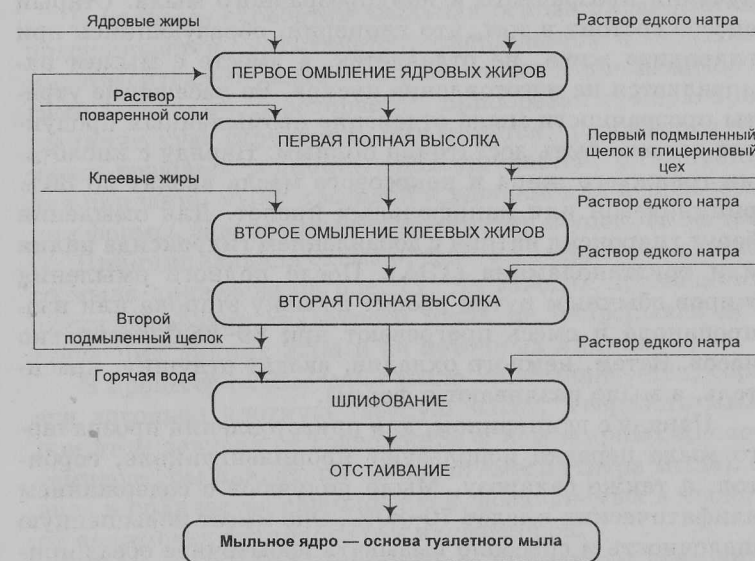 Ядровые жиры
Раствор едкого натра
ПЕРВОЕ ОМЫЛЕНИЕ ЯДРОВЫХ ЖИРОВ
Раствор
поваренной соли
ПЕРВАЯ ПОЛНАЯ ВЫСОЛКА
Первый подмыленный
щелок в глицериновый
цех
Клеевые жиры
Раствор едкого натра
ВТОРОЕ ОМЫЛЕНИЕ КЛЕЕВЫХ ЖИРОВ
Раствор едкого натра
ВТОРАЯ ПОЛНАЯ ВЫСОЛКА
Второй
подмыленный щелок
Раствор едкого натра
Горячая вода
ШЛИФОВАНИЕ
ОТСТАИВАНИЕ
Мыльное ядро — основа туалетного мыла